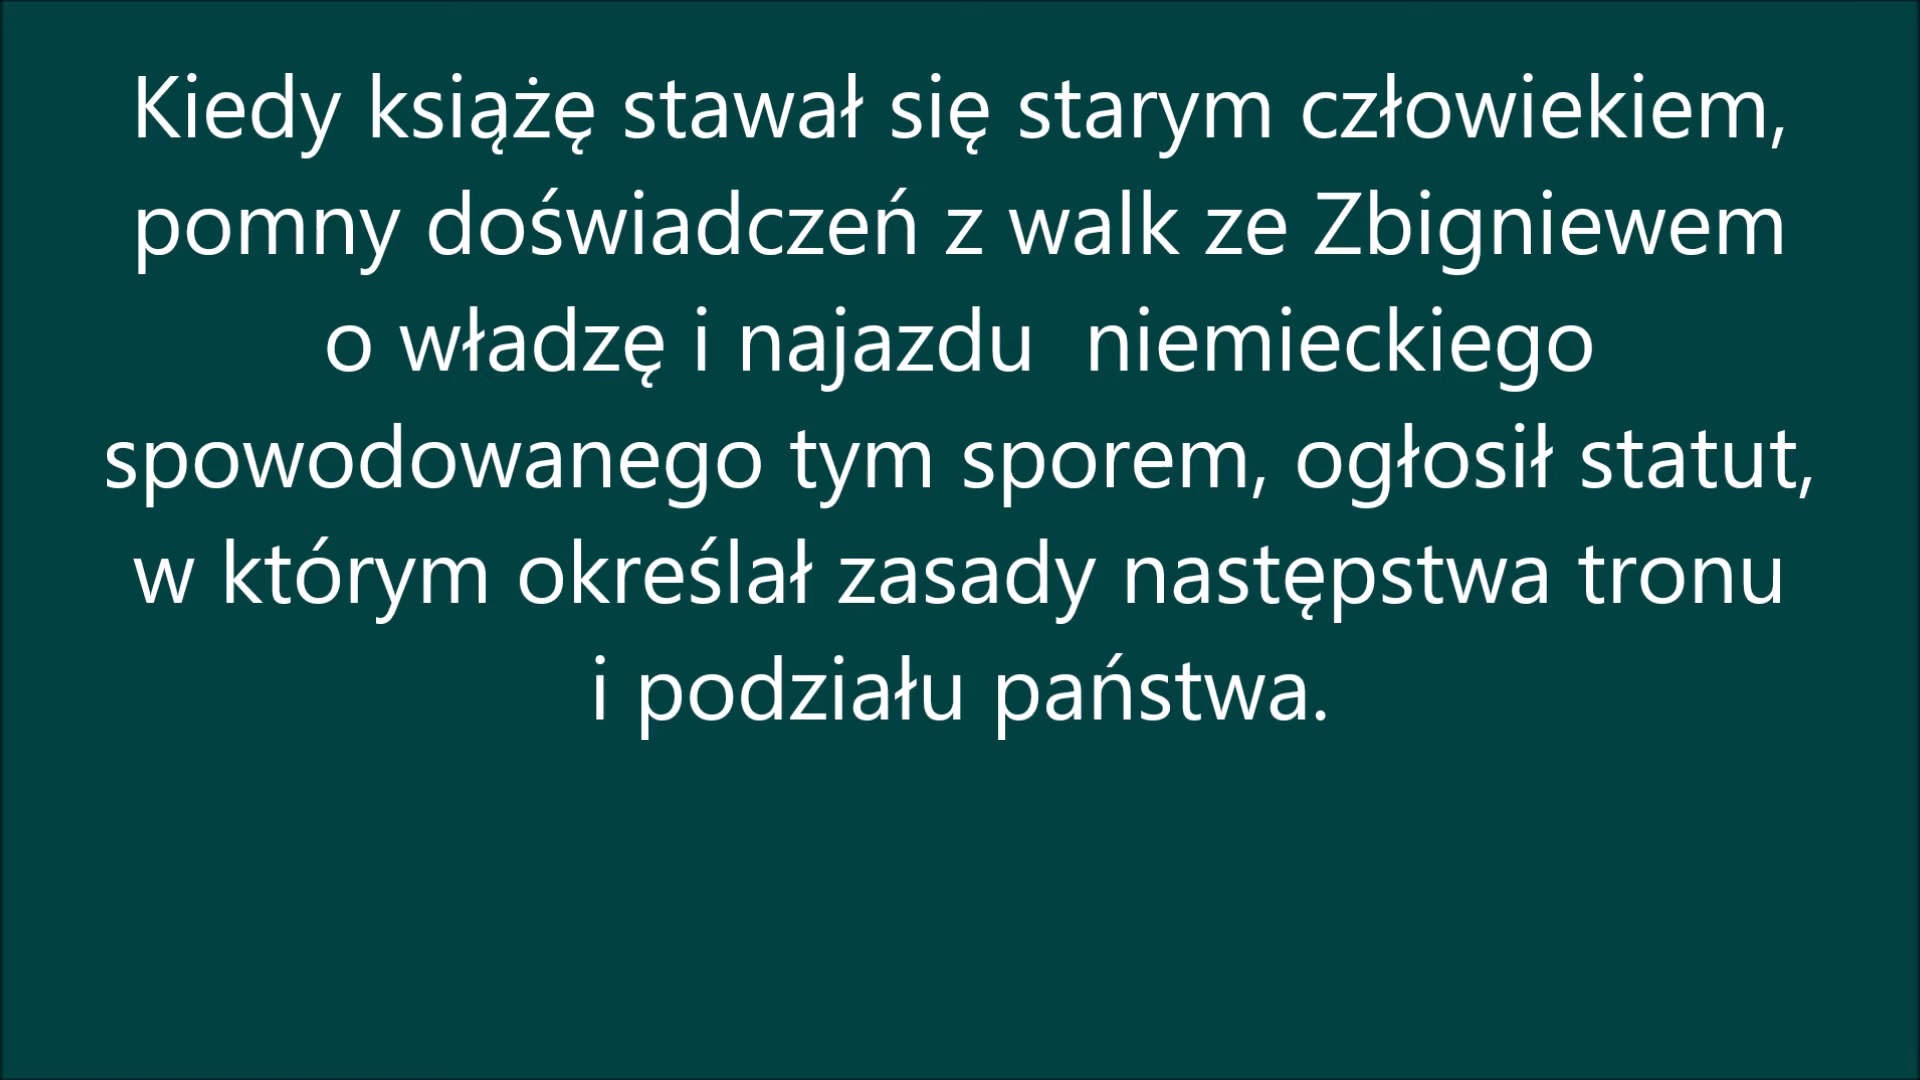 Kiedy książę stawał się starym człowiekiem,
pomny doświadczeń z walk ze Zbigniewem
o władzę i najazdu  niemieckiego
spowodowanego tym sporem, ogłosił statut,
w którym określał zasady następstwa tronu
i podziału państwa.